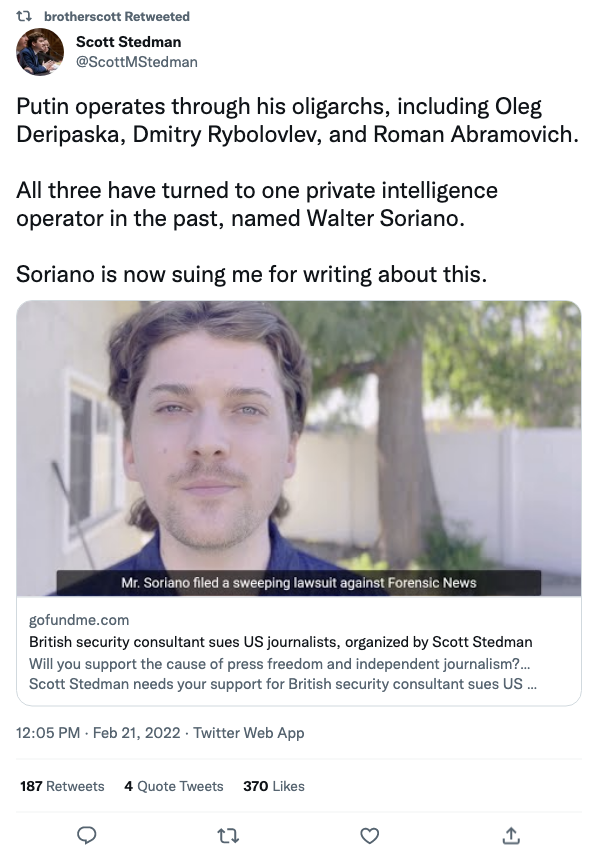 brotherscott Retweeted
Scott Stedman
@ScottMStedman
Putin operates through his oligarchs, including Oleg
Deripaska, Dmitry Rybolovlev, and Roman Abramovich.
All three have turned to one private intelligence
operator in the past, named Walter Soriano.
Soriano is now suing me for writing about this.
Mr. Soriano filed a sweeping lawsuit against Forensic News
gofundme.com
British security consultant sues US journalists, organized by Scott Stedman
Will you support the cause of press freedom and independent journalism?...
Scott Stedman needs your support for British security consultant sues US ...
12:05 PM · Feb 21, 2022 · Twitter Web App
187 Retweets 4 Quote Tweets 370 Likes